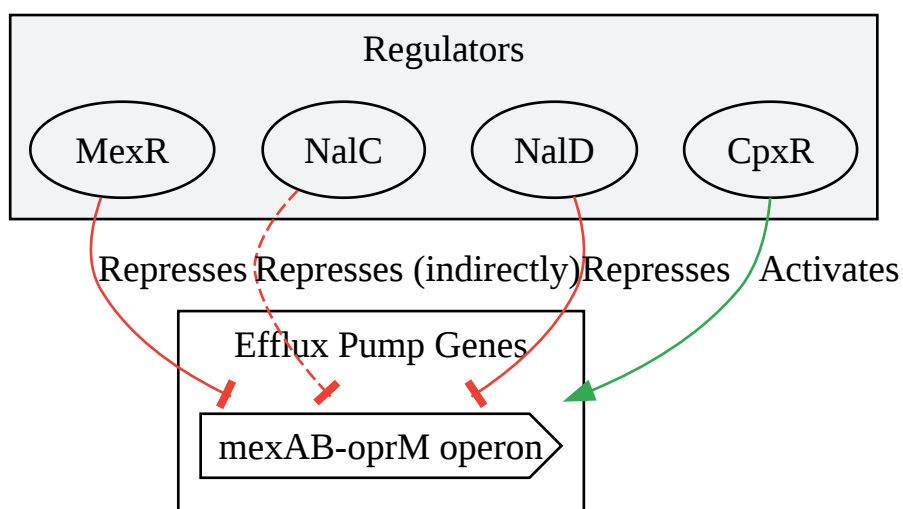 Regulators
MexR
NalC
NalD
CpxR
Represses
Represses (indirectly)
Represses
Activates
Efflux Pump Genes
mexAB-oprM operon